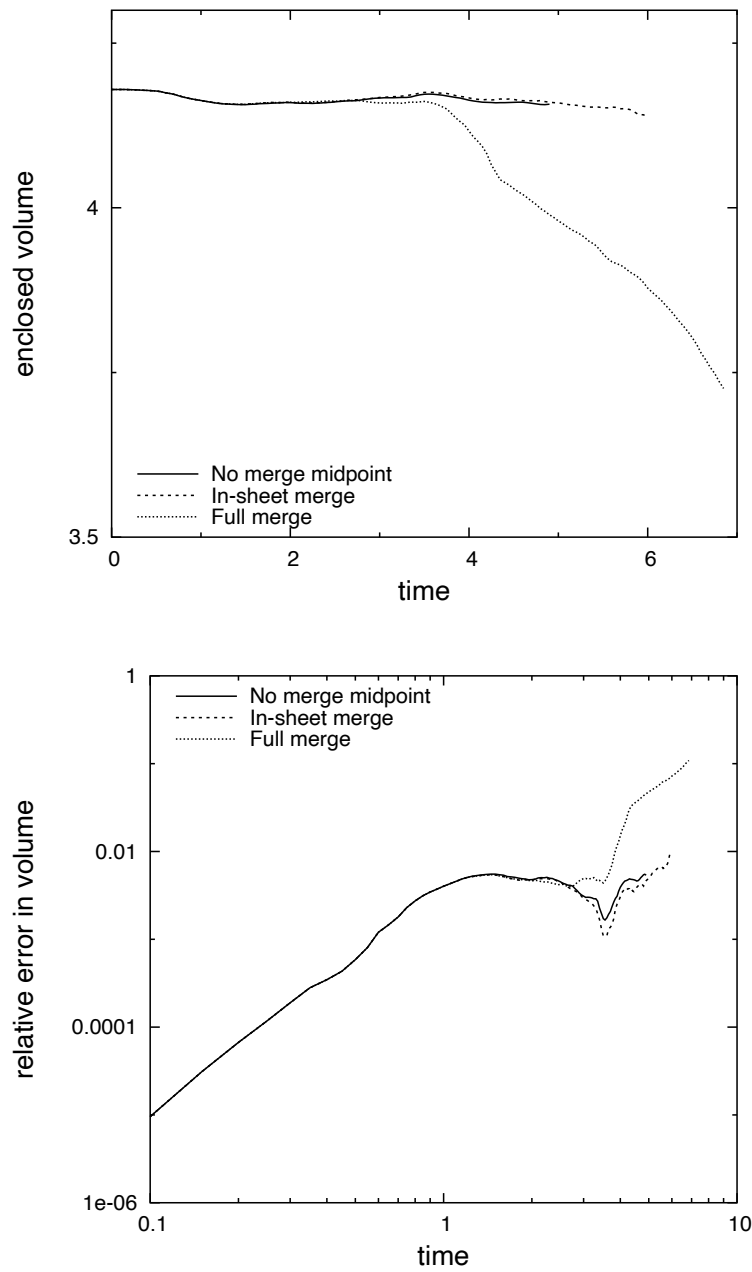 enclosed volume
4
3.5
No merge midpoint
In-sheet merge
Full merge
0
2
4
6
time
relative error in volume
1
0.01
0.0001
1e-06
No merge midpoint
In-sheet merge
Full merge
0.1
1
10
time